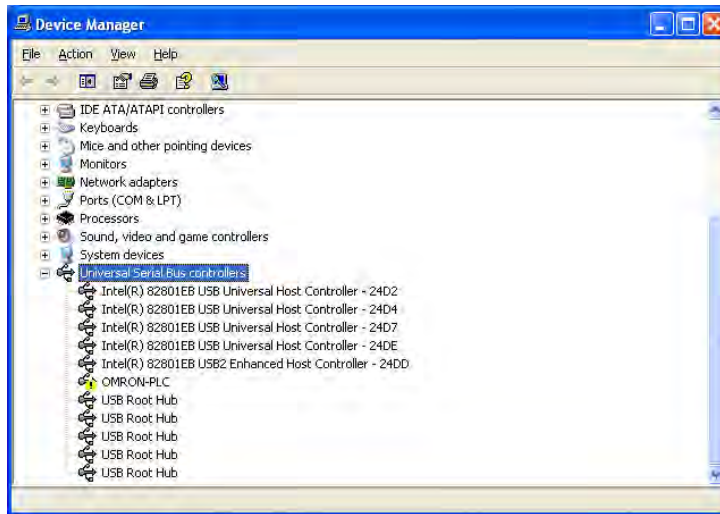 Device Manager
File Action View Help
IDE ATA/ATAPI controllers
Keyboards
Mice and other pointing devices
Monitors
Network adapters
Ports (COM & LPT)
Processors
Sound, video and game controllers
System devices
Universal Serial Bus controllers
Intel(R) 82801EB USB Universal Host Controller - 24D2
Intel(R) 82801EB USB Universal Host Controller - 24D4
Intel(R) 82801EB USB Universal Host Controller - 24D7
Intel(R) 82801EB USB Universal Host Controller - 24DE
Intel(R) 82801EB USB2 Enhanced Host Controller - 24DD
OMRON-PLC
USB Root Hub
USB Root Hub
USB Root Hub
USB Root Hub
USB Root Hub